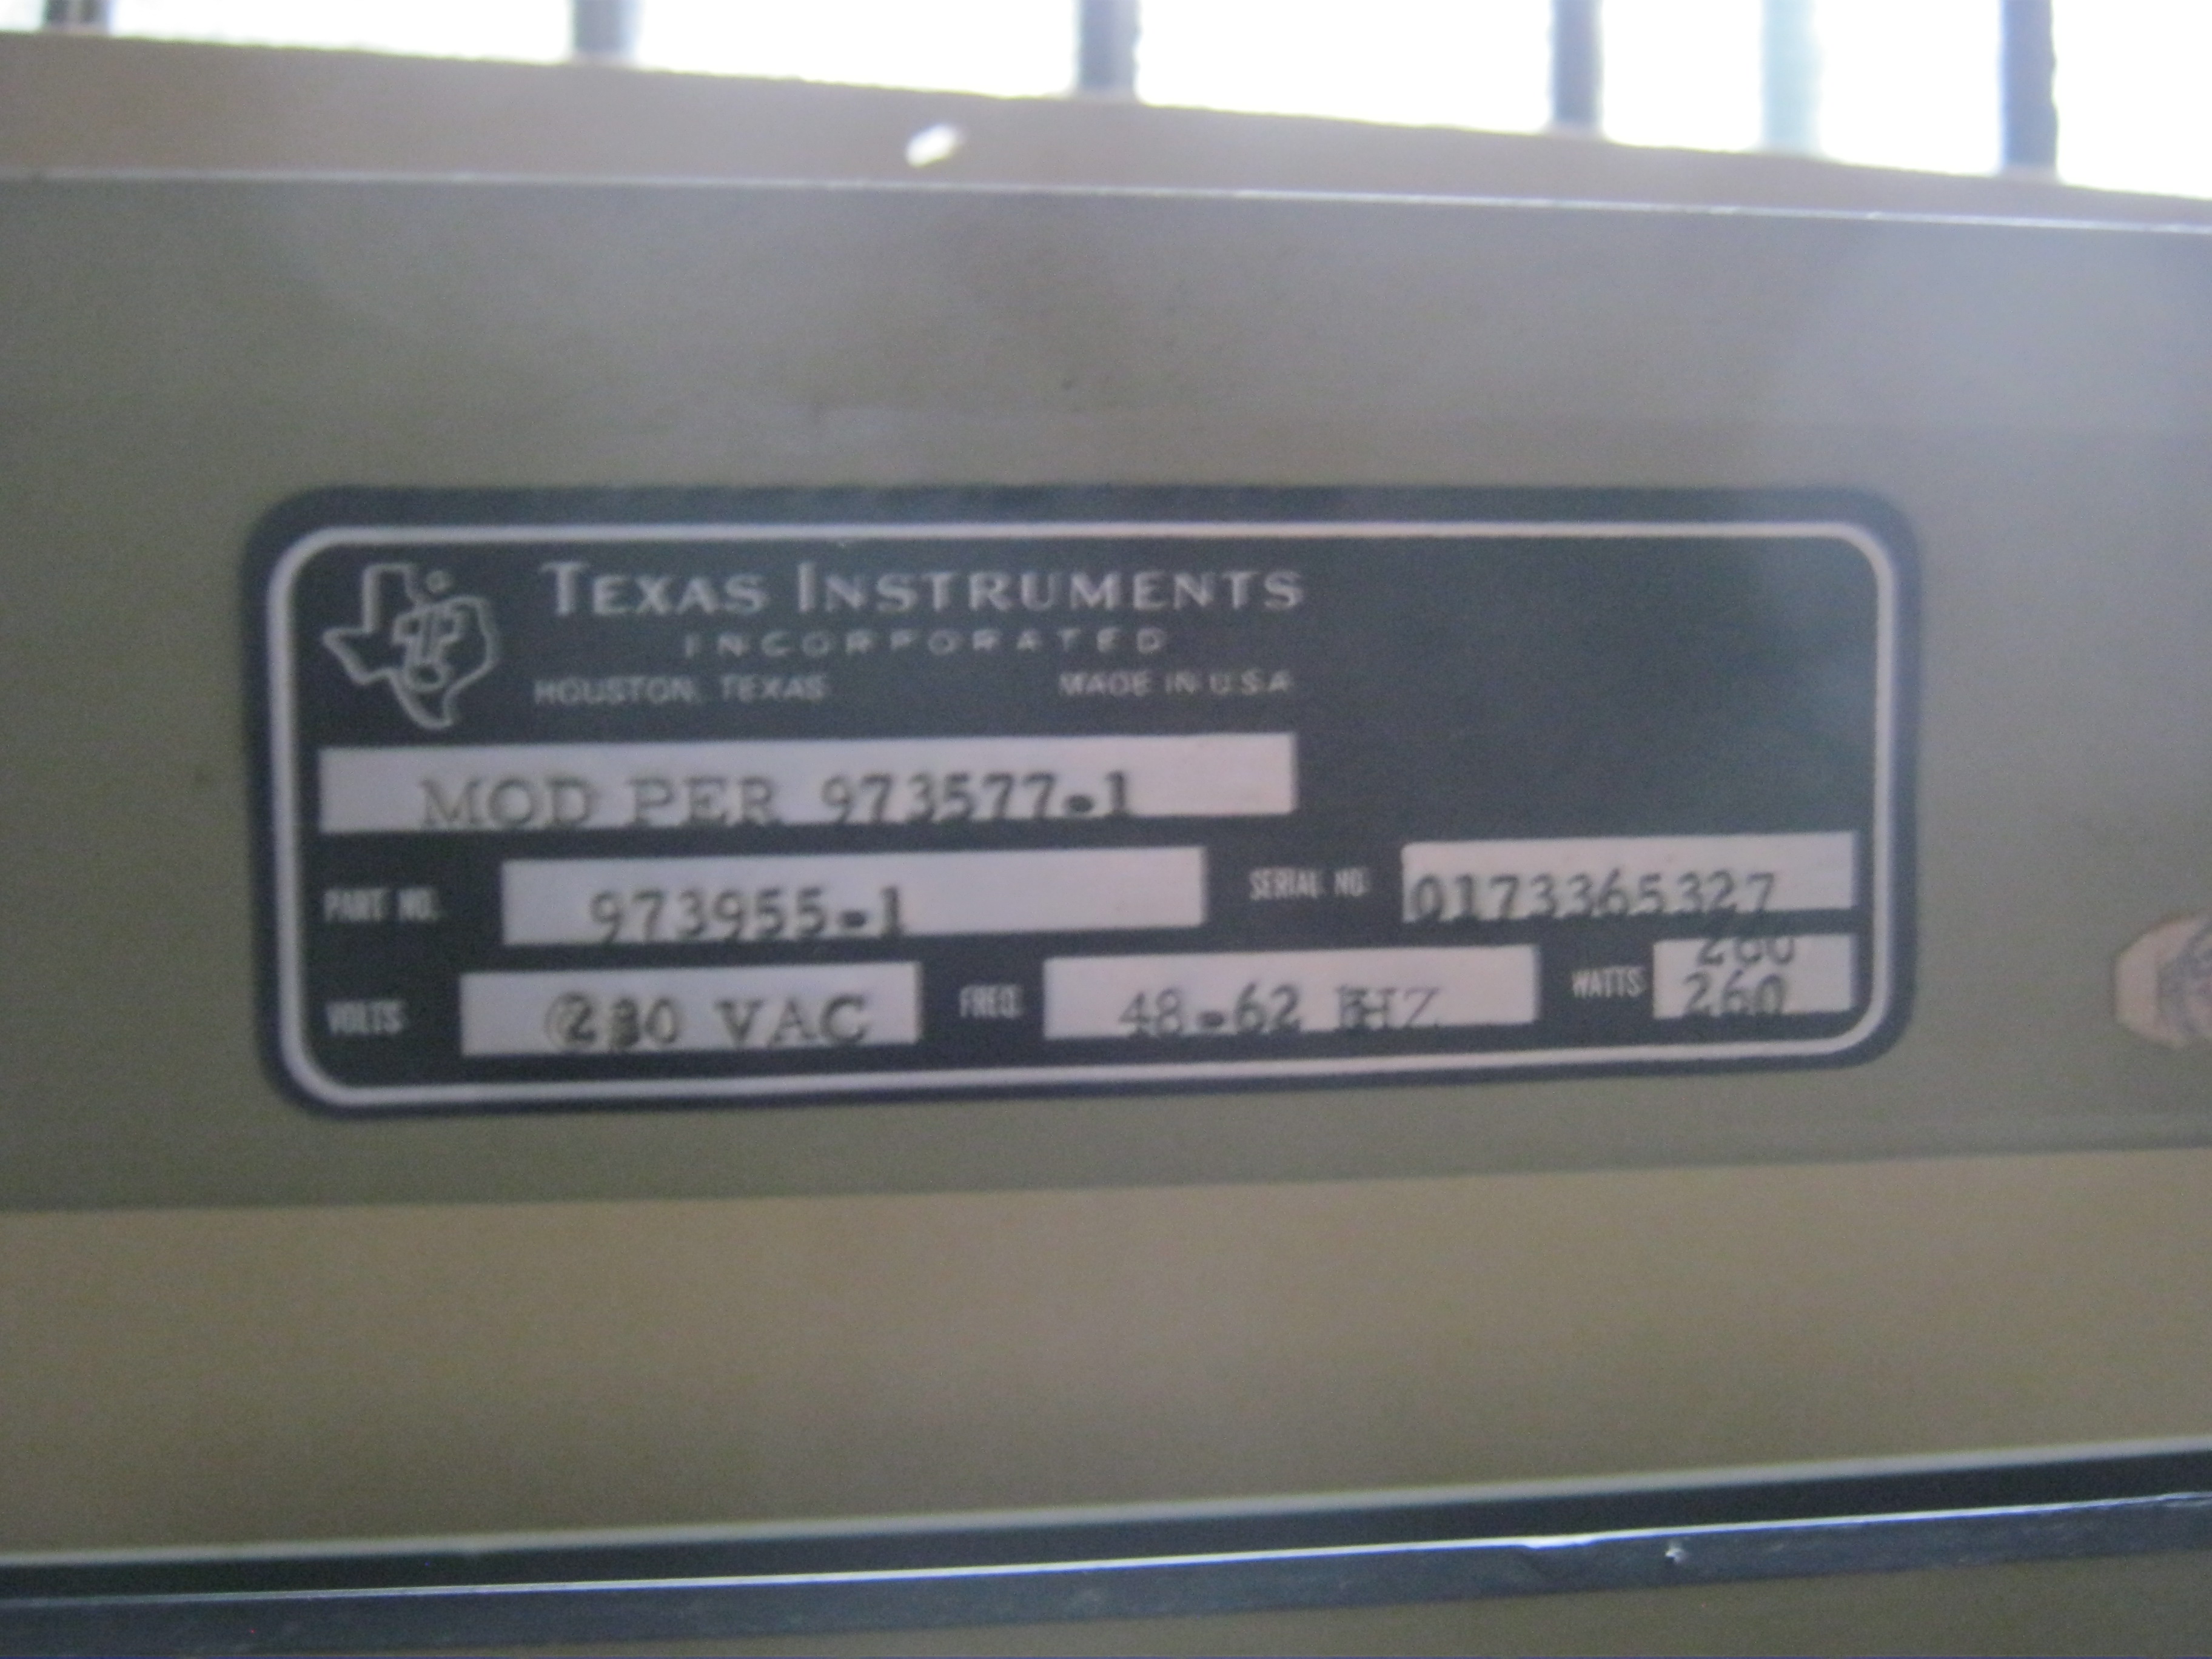 TEXAS INSTRUMENTS
INCORPORATED
HOUSTON, TEXAS MADE IN U.S.A.
MOD PER 973577-1
PART NO. 973955-1 SERIAL NO. 0173365327
VOLTS 230 VAC FREQ. 48-62 HZ WATTS 260
260